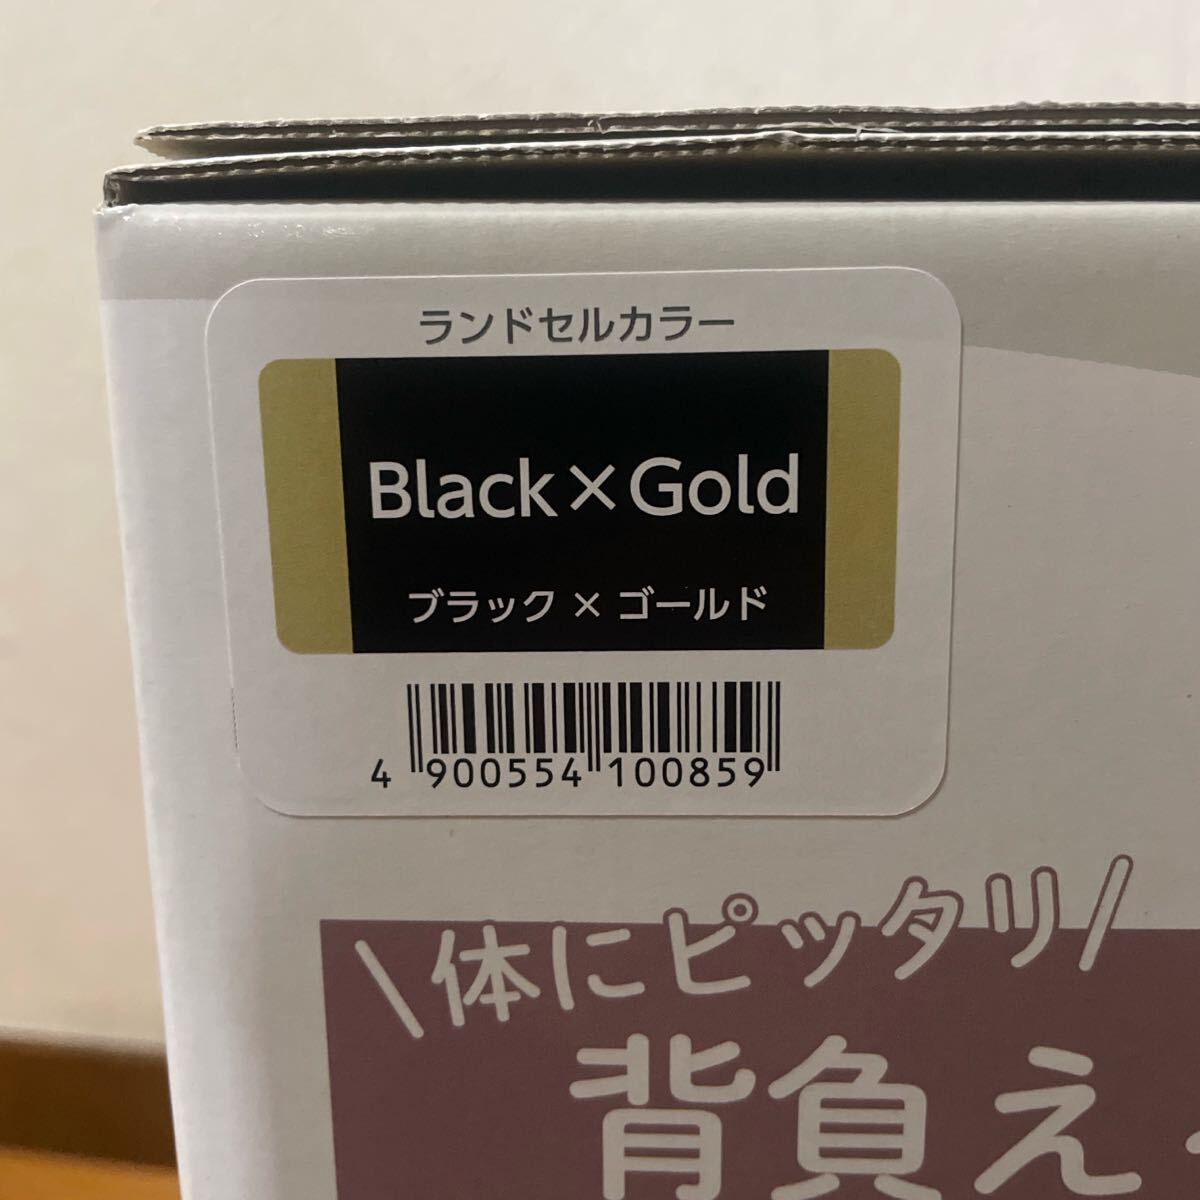 ランドセルカラー
Black×Gold
ブラック × ゴールド
4 900554 100859
\体にピッタリ/
背負え